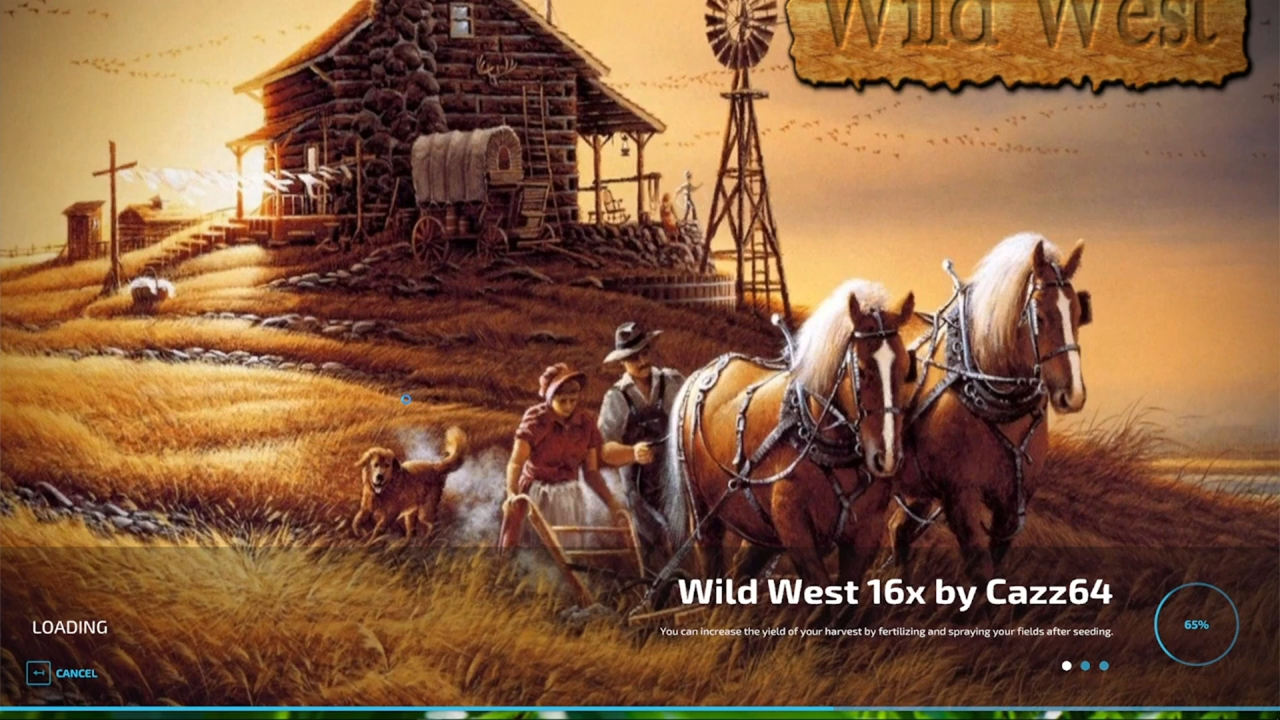 Wild West
Wild West 16x by Cazz64
You can increase the yield of your harvest by fertilizing and spraying your fields after seeding.
65%
LOADING
CANCEL